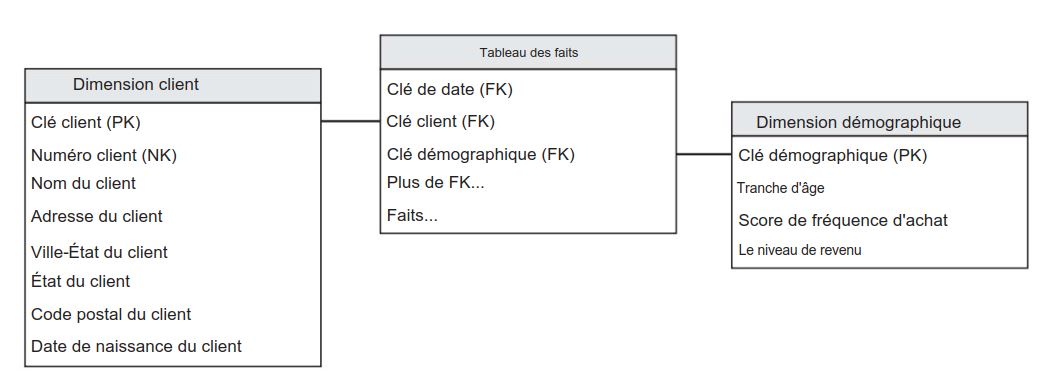 Dimension client
Clé client (PK)
Numéro client (NK)
Nom du client
Adresse du client
Ville-État du client
État du client
Code postal du client
Date de naissance du client
Tableau des faits
Clé de date (FK)
Clé client (FK)
Clé démographique (FK)
Plus de FK...
Faits...
Dimension démographique
Clé démographique (PK)
Tranche d'âge
Score de fréquence d'achat
Le niveau de revenu